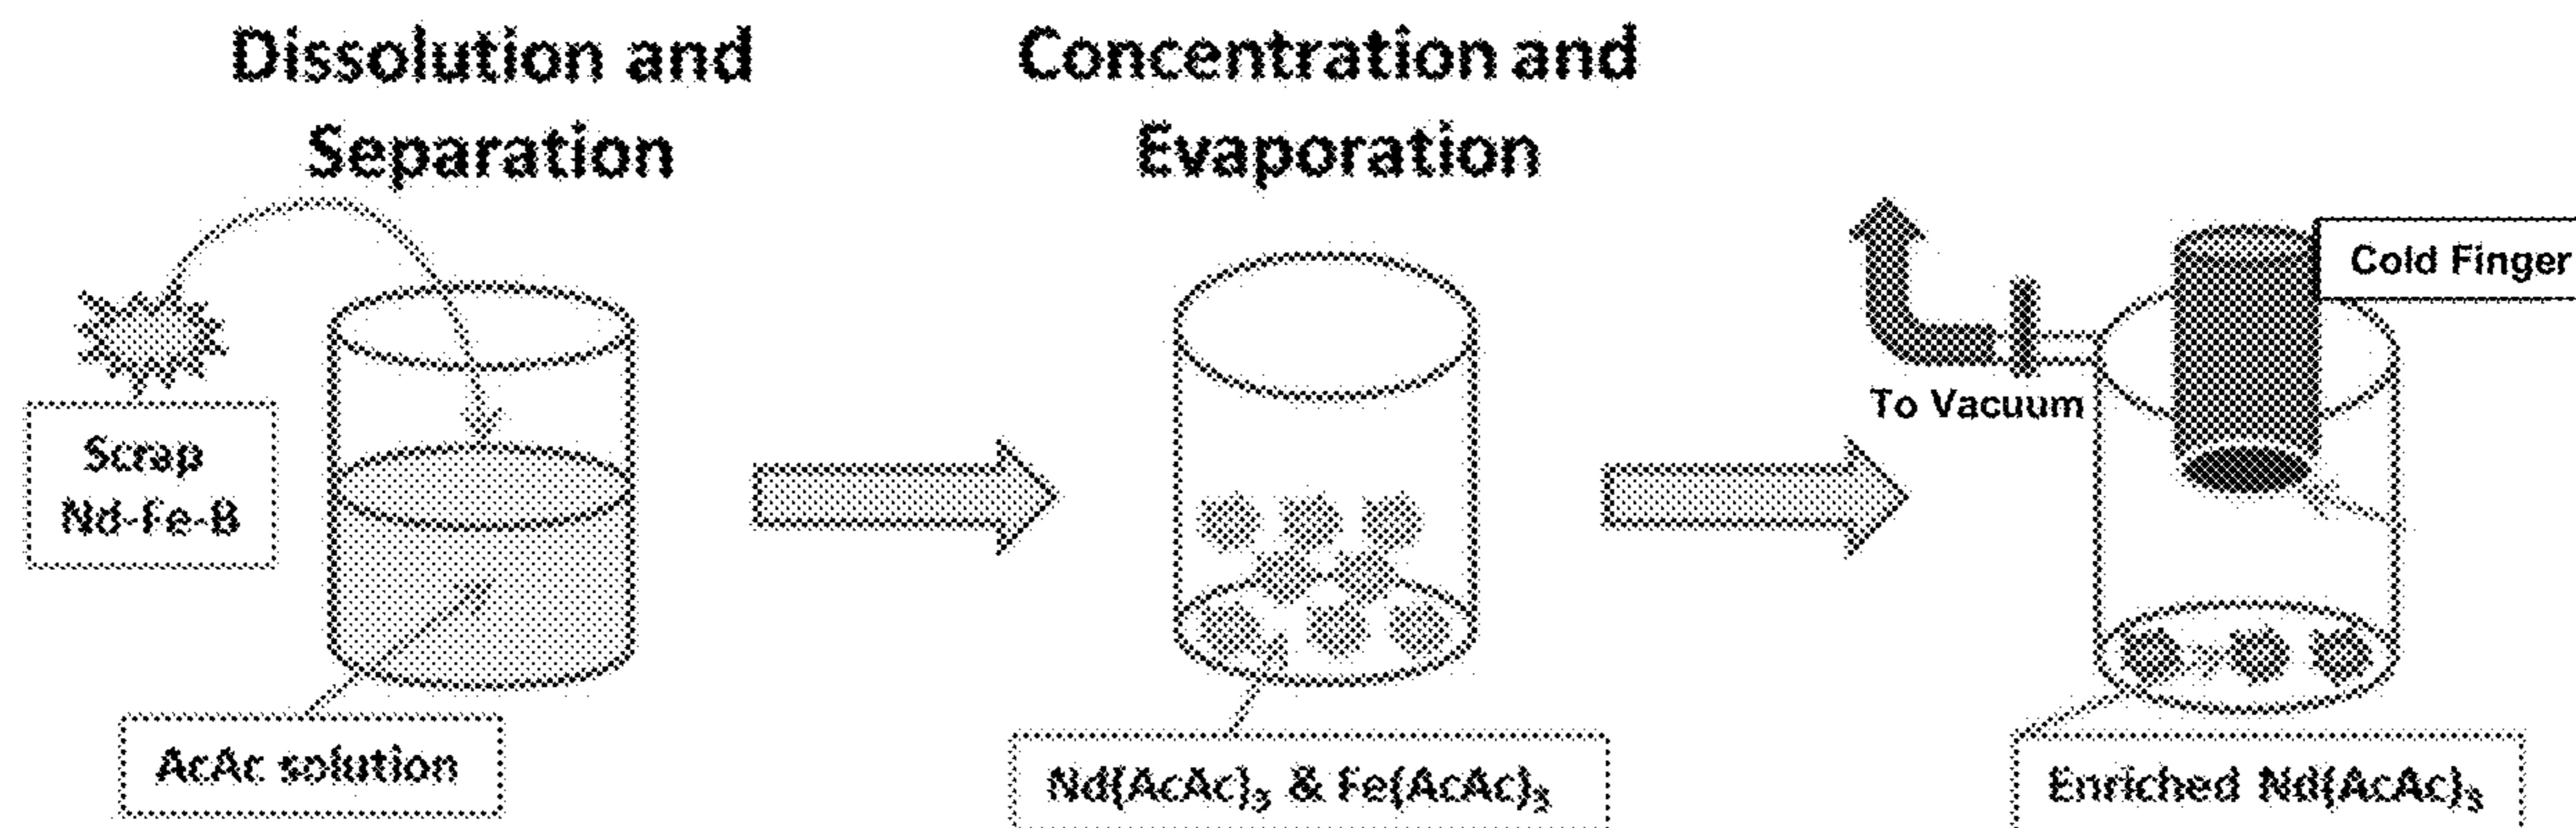 Dissolution and
Separation
Concentration and
Evaporation
Cold Finger
To Vacuum
Scrap
Nd-Fe-B
AcAc solution
Nd(AcAc)₃ & Fe(AcAc)₃
Enriched Nd(AcAc)₃